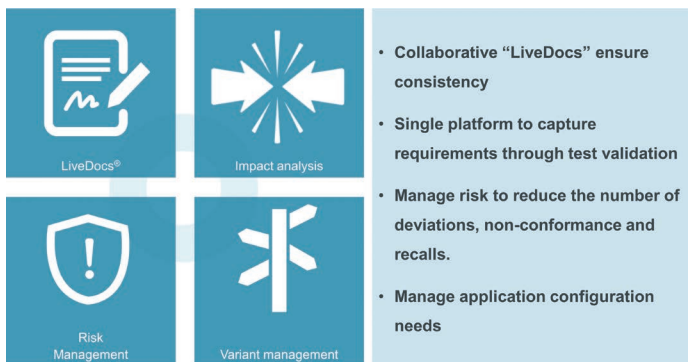 LiveDocs®
Impact analysis
Risk
Management
Variant management
• Collaborative “LiveDocs” ensure
consistency
• Single platform to capture
requirements through test validation
• Manage risk to reduce the number of
deviations, non-conformance and
recalls.
• Manage application configuration
needs